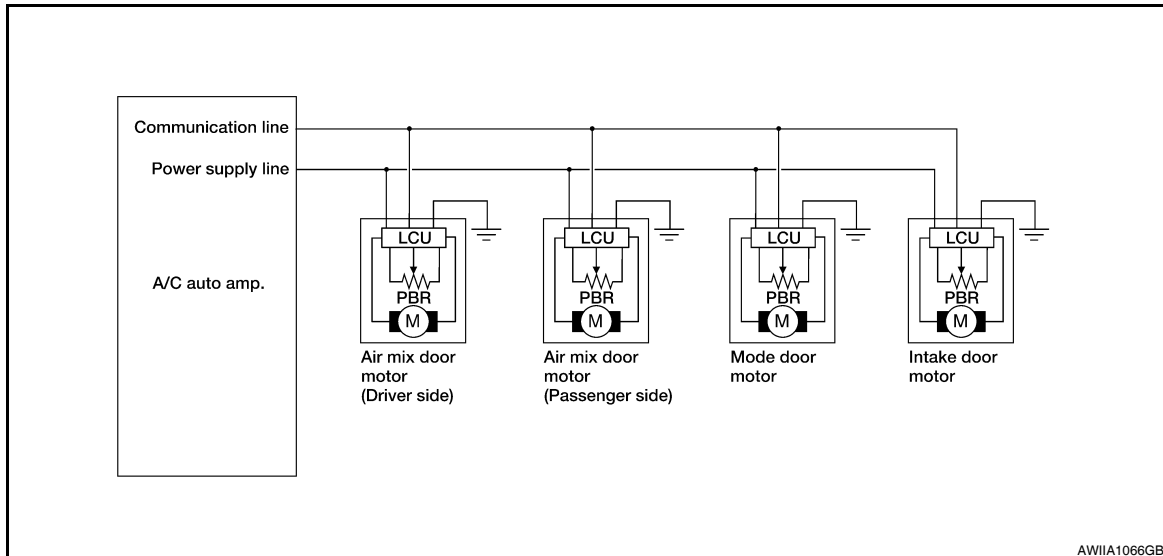 Communication line
Power supply line
A/C auto amp.
LCU
PBR
M
Air mix door
motor
(Driver side)
LCU
PBR
M
Air mix door
motor
(Passenger side)
LCU
PBR
M
Mode door
motor
LCU
PBR
M
Intake door
motor
AWIIA1066GB